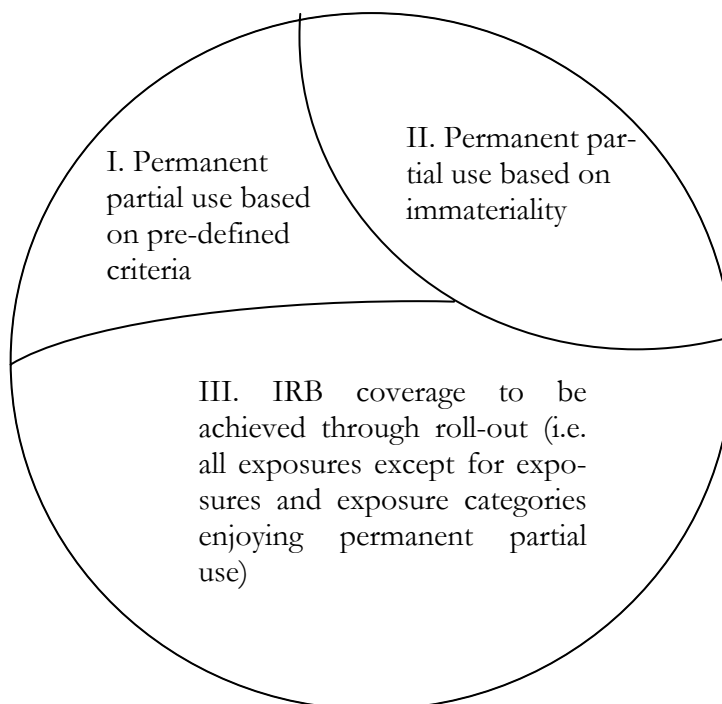 I. Permanent
partial use based
on pre-defined
criteria
II. Permanent par-
tial use based on
immateriality
III. IRB coverage to be
achieved through roll-out (i.e.
all exposures except for expo-
sures and exposure categories
enjoying permanent partial
use)